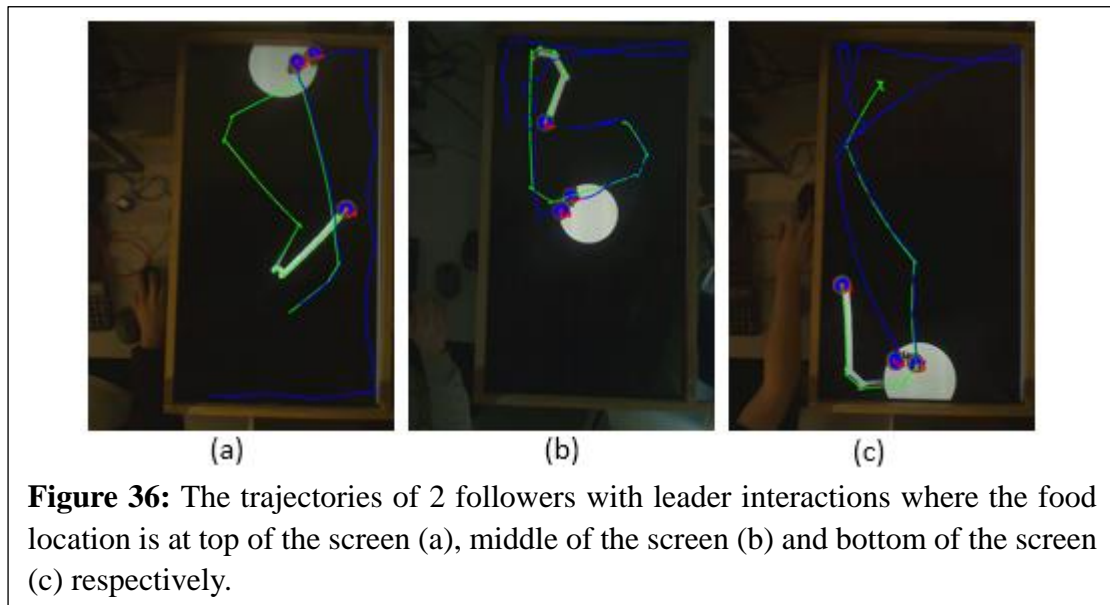 (a) (b) (c)
Figure 36: The trajectories of 2 followers with leader interactions where the food
location is at top of the screen (a), middle of the screen (b) and bottom of the screen
(c) respectively.